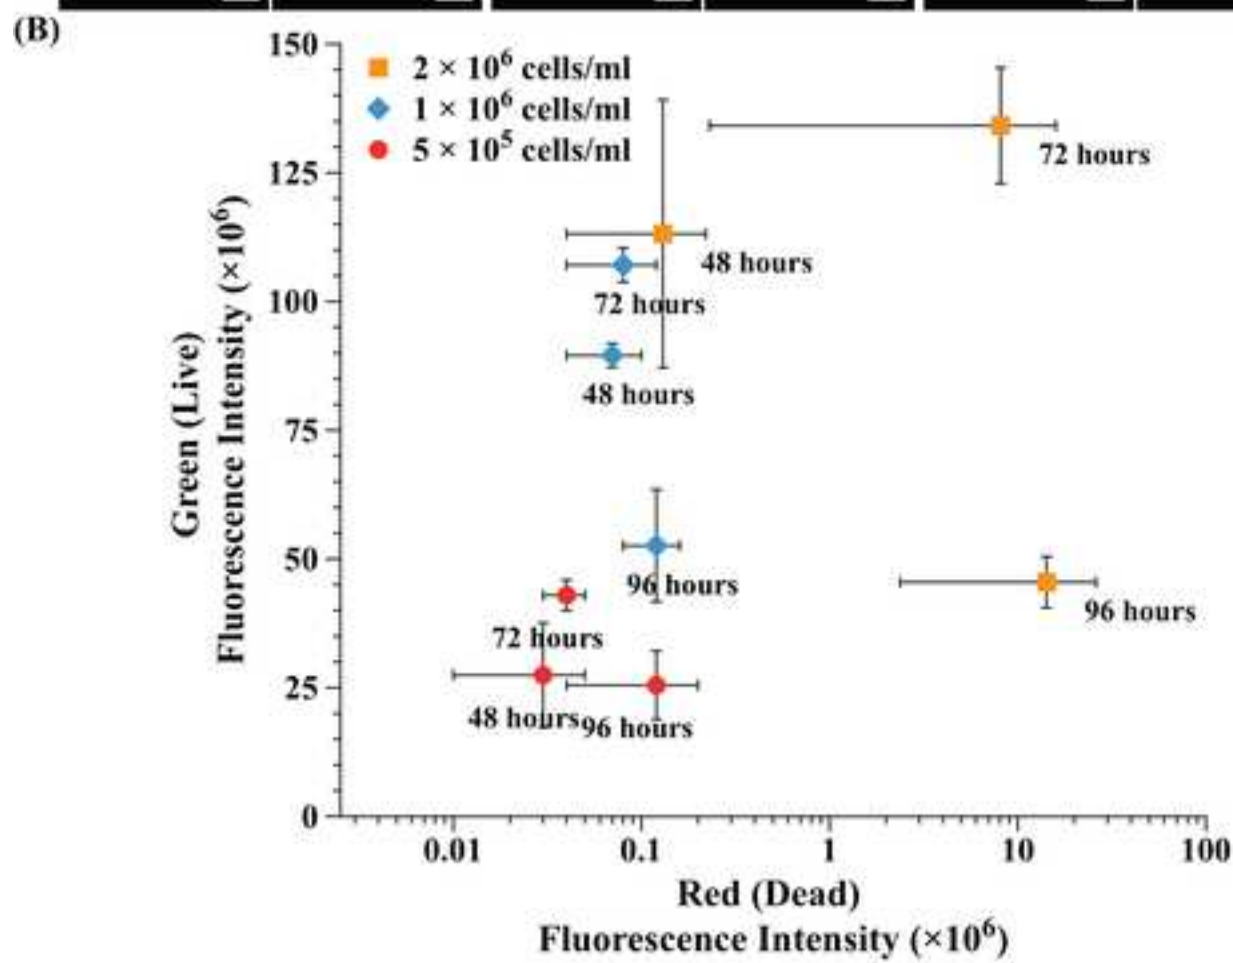 (B)
150
125
100
75
50
25
0
Green (Live)
Fluorescence Intensity (×10⁶)
2 × 10⁶ cells/ml
1 × 10⁶ cells/ml
5 × 10⁵ cells/ml
72 hours
48 hours
72 hours
48 hours
96 hours
96 hours
72 hours
48 hours
96 hours
0.01
0.1
1
10
100
Red (Dead)
Fluorescence Intensity (×10⁶)